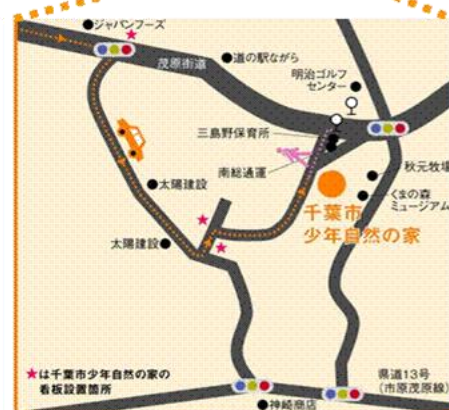 ジャパンフーズ
茂原街道
道の駅ながら
明治ゴルフ
センター
三島野保育所
南総通運
秋元牧場
くまの森
ミュージアム
太陽建設
千葉市
少年自然の家
太陽建設
★は千葉市少年自然の家の
看板設置箇所
県道13号
(市原茂原線)
神崎商店